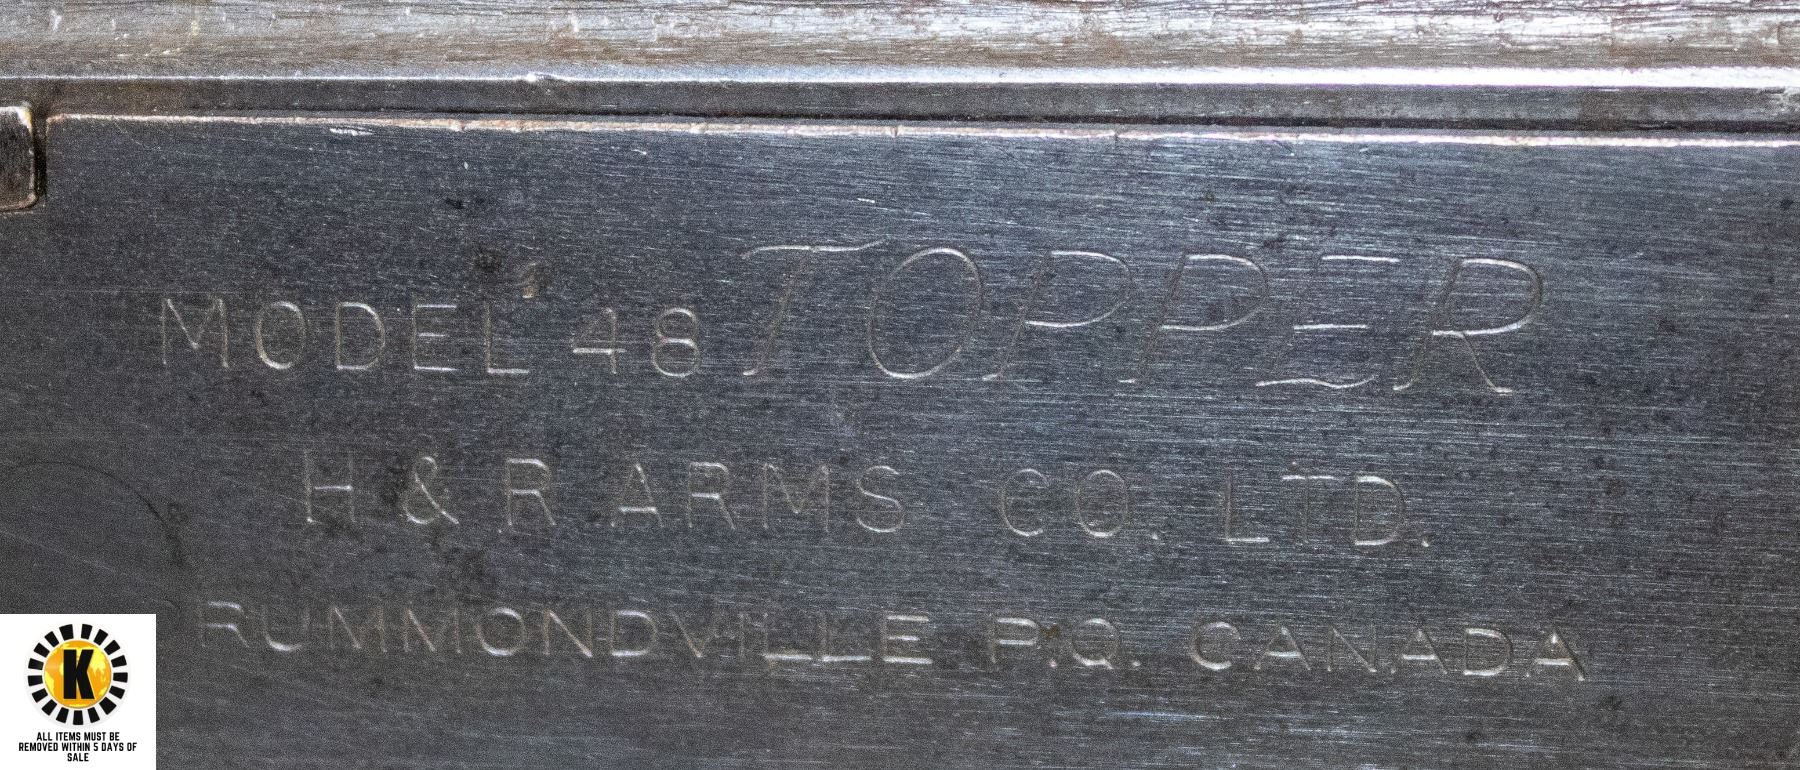 MODEL 48 TOPPER
H & R ARMS CO. LTD.
RUMMONDVILLE P.Q. CANADA
K
ALL ITEMS MUST BE
REMOVED WITHIN 5 DAYS OF
SALE